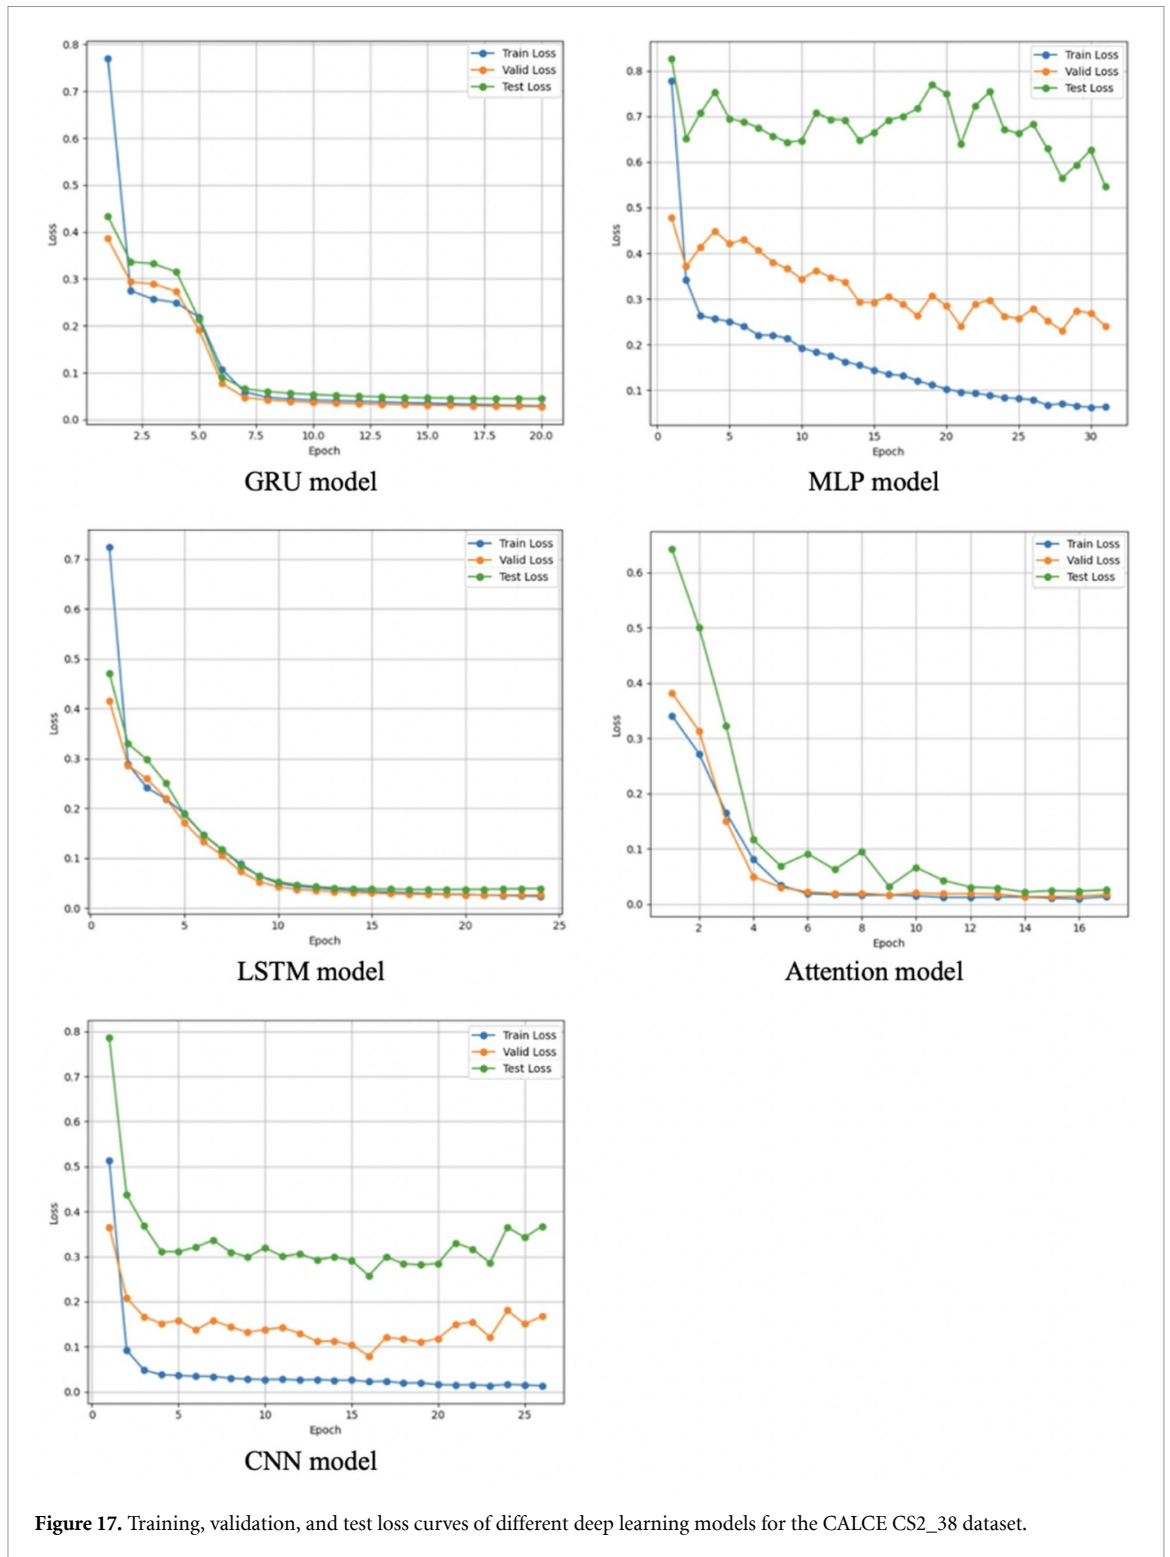 Train Loss
Valid Loss
Test Loss
0.8
0.7
0.6
0.5
0.4
0.3
0.2
0.1
0.0
Loss
2.5 5.0 7.5 10.0 12.5 15.0 17.5 20.0
Epoch
GRU model
Train Loss
Valid Loss
Test Loss
0.8
0.7
0.6
0.5
0.4
0.3
0.2
0.1
Loss
0 5 10 15 20 25 30
Epoch
MLP model
Train Loss
Valid Loss
Test Loss
0.7
0.6
0.5
0.4
0.3
0.2
0.1
0.0
Loss
0 5 10 15 20 25
Epoch
LSTM model
Train Loss
Valid Loss
Test Loss
0.6
0.5
0.4
0.3
0.2
0.1
0.0
Loss
2 4 6 8 10 12 14 16
Epoch
Attention model
Train Loss
Valid Loss
Test Loss
0.8
0.7
0.6
0.5
0.4
0.3
0.2
0.1
0.0
Loss
0 5 10 15 20 25
Epoch
CNN model
Figure 17. Training, validation, and test loss curves of different deep learning models for the CALCE CS2_38 dataset.